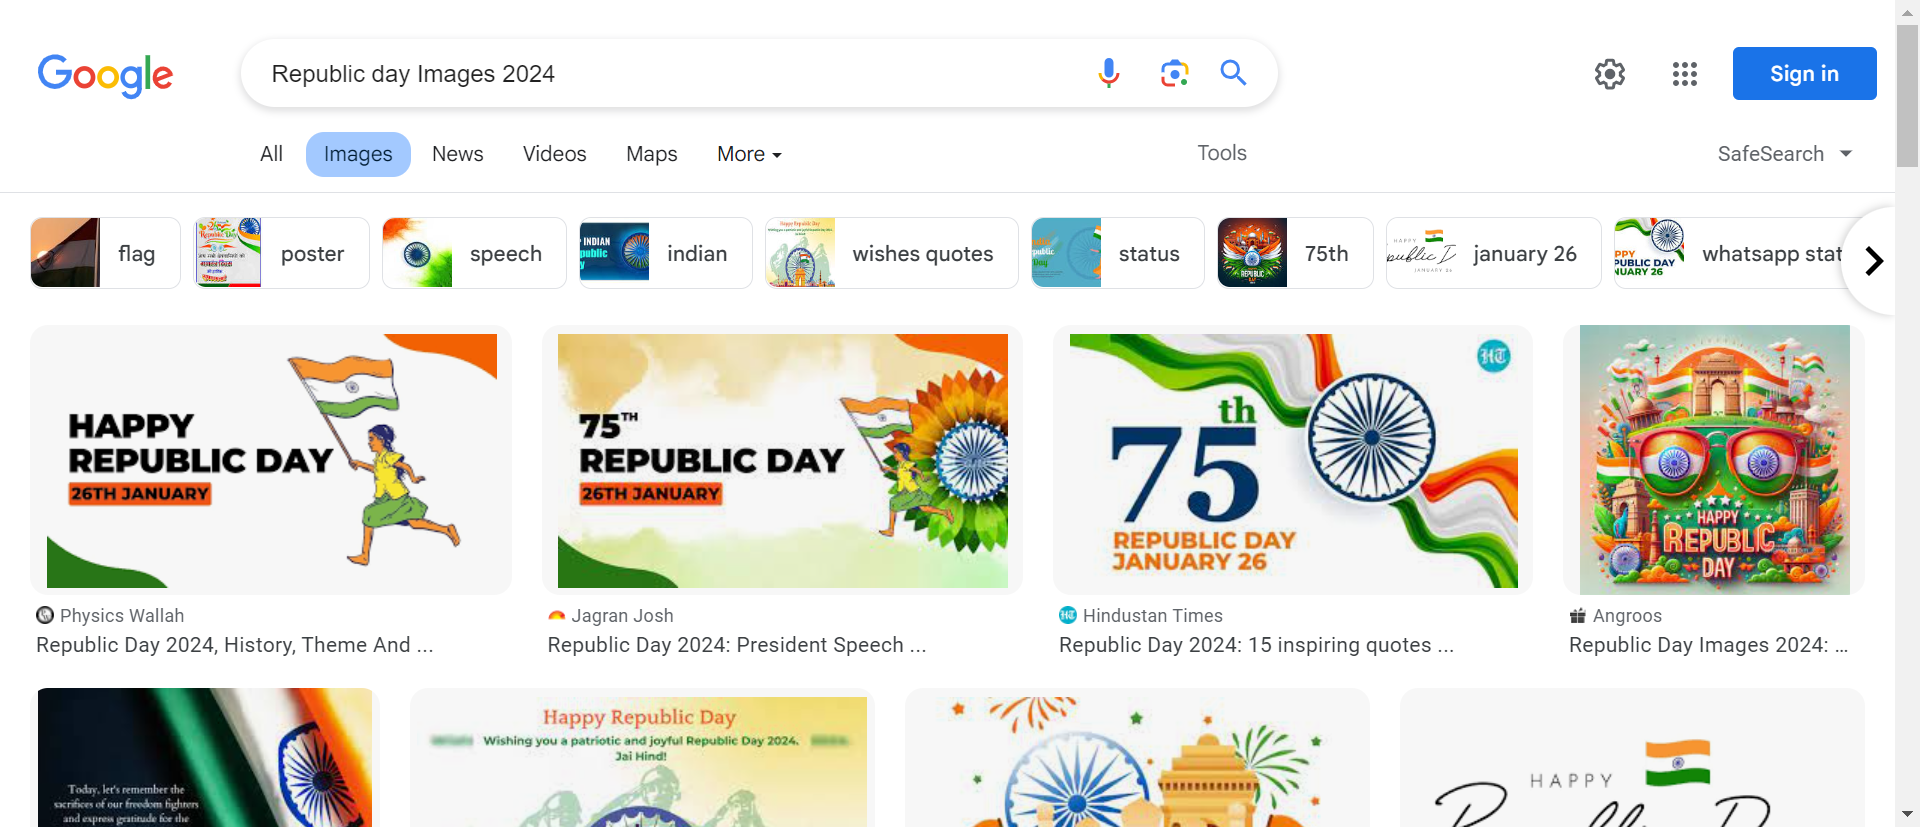 Google
Republic day Images 2024
Sign in
All
Images
News
Videos
Maps
More
Tools
SafeSearch
flag
poster
speech
indian
wishes quotes
status
75th
january 26
whatsapp stat
HAPPY
REPUBLIC DAY
26TH JANUARY
75TH
REPUBLIC DAY
26TH JANUARY
HT
75th
REPUBLIC DAY
JANUARY 26
HAPPY
REPUBLIC
DAY
Physics Wallah
Republic Day 2024, History, Theme And ...
Jagran Josh
Republic Day 2024: President Speech ...
Hindustan Times
Republic Day 2024: 15 inspiring quotes ...
Angroos
Republic Day Images 2024: ...
Today, let's remember the
sacrifices of our freedom fighters
and express gratitude for the
Happy Republic Day
Wishing you a patriotic and joyful Republic Day 2024.
Jai Hind!
HAPPY